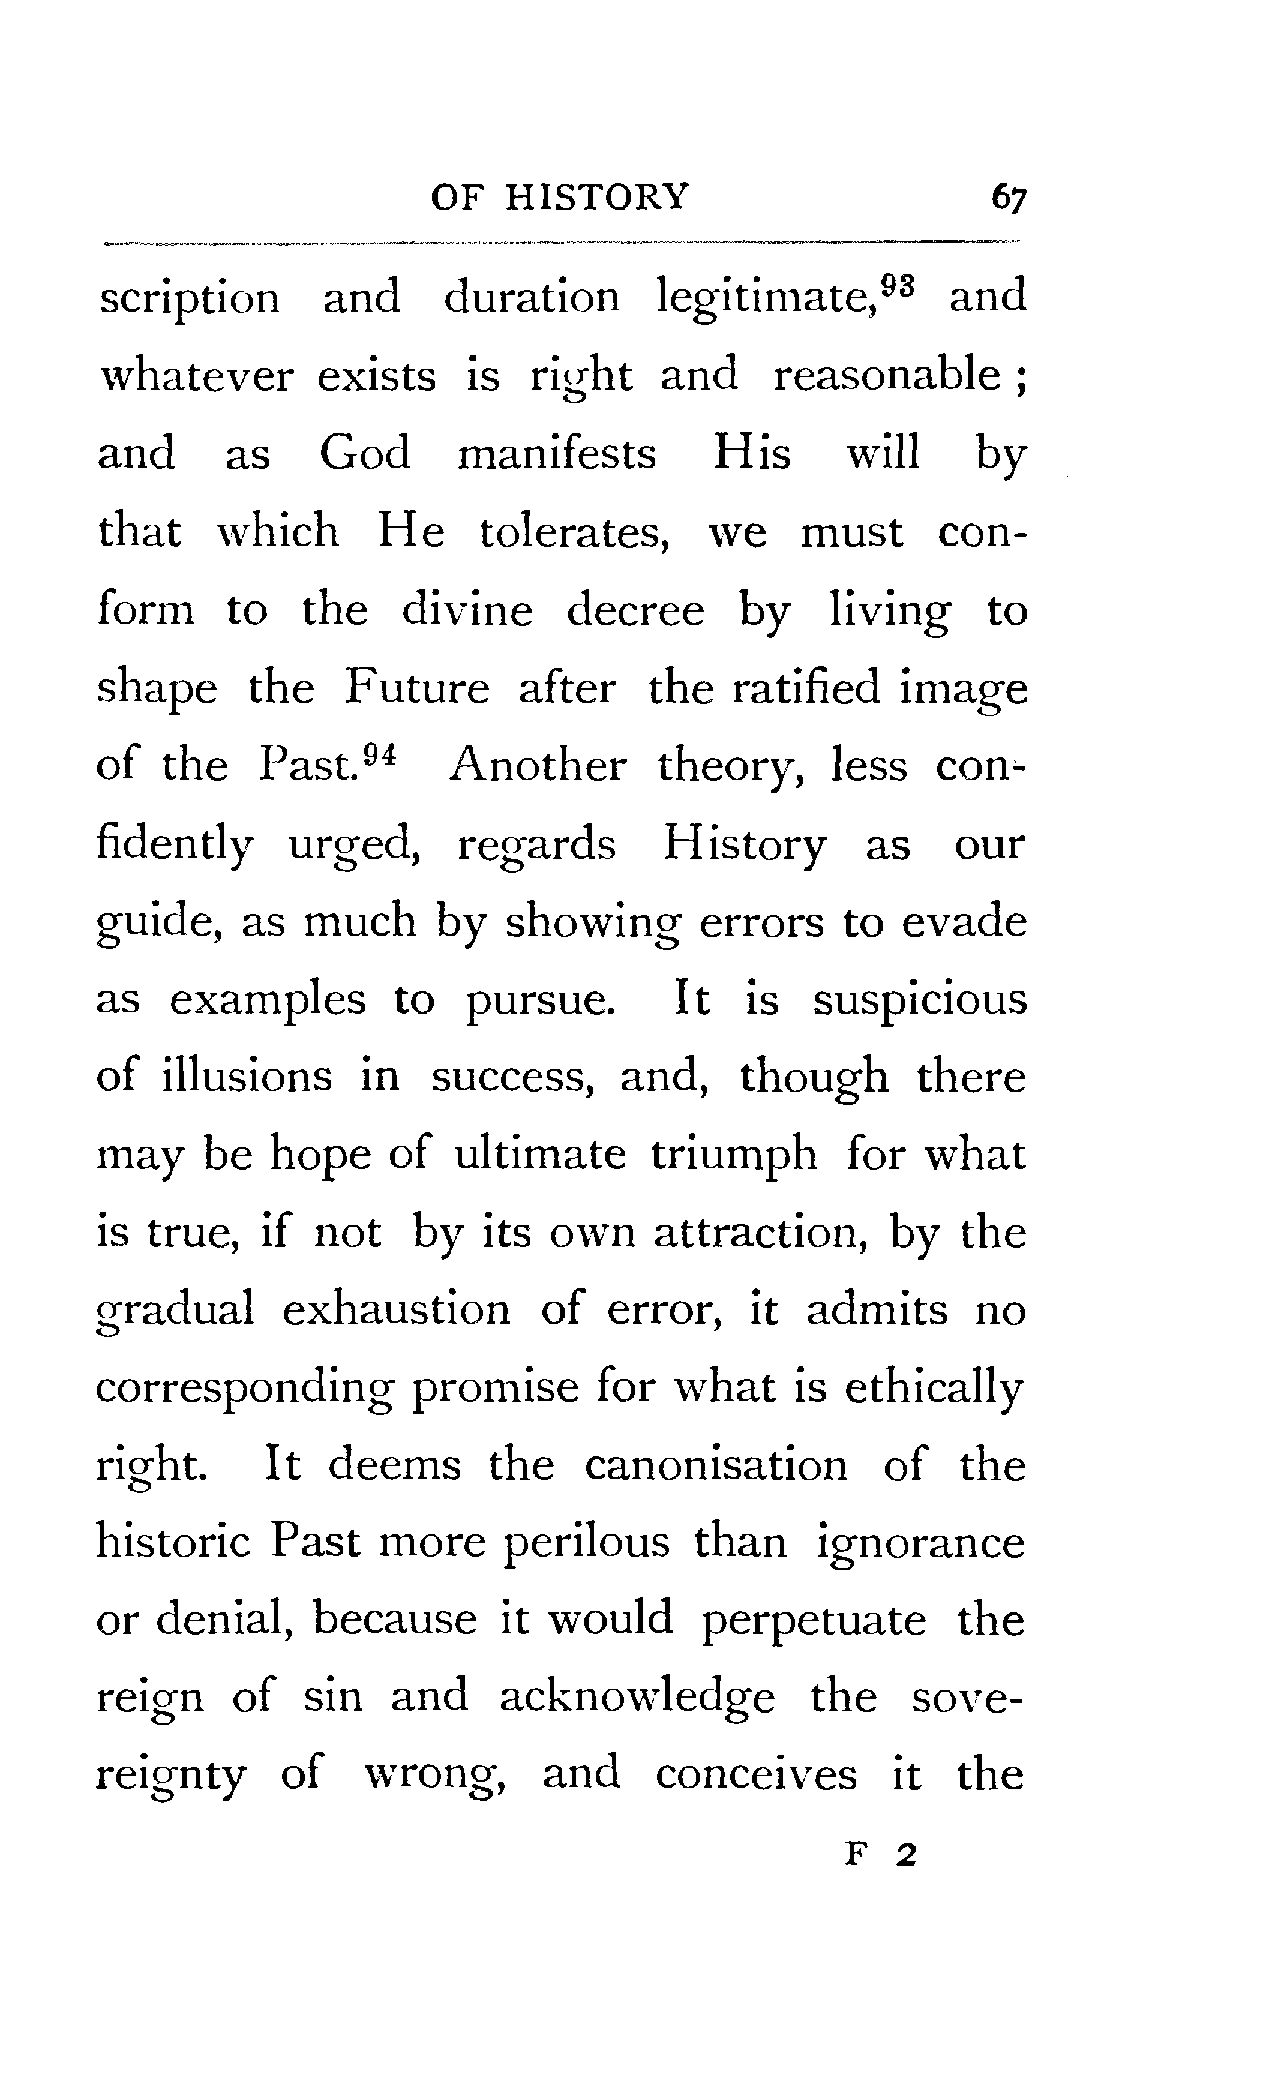 OF HISTORY 67
scription and duration legitimate,⁹³ and
whatever exists is right and reasonable ;
and as God manifests His will by
that which He tolerates, we must con-
form to the divine decree by living to
shape the Future after the ratified image
of the Past.⁹⁴ Another theory, less con-
fidently urged, regards History as our
guide, as much by showing errors to evade
as examples to pursue. It is suspicious
of illusions in success, and, though there
may be hope of ultimate triumph for what
is true, if not by its own attraction, by the
gradual exhaustion of error, it admits no
corresponding promise for what is ethically
right. It deems the canonisation of the
historic Past more perilous than ignorance
or denial, because it would perpetuate the
reign of sin and acknowledge the sove-
reignty of wrong, and conceives it the
F 2